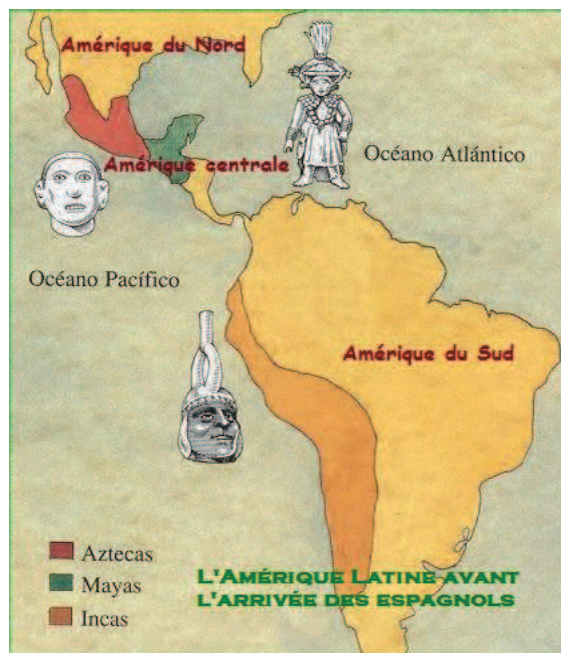 Amérique du Nord
Océano Atlántico
Amérique centrale
Océano Pacífico
Amérique du Sud
Aztecas
Mayas
Incas
L'AMÉRIQUE LATINE AVANT
L'ARRIVÉE DES ESPAGNOLS